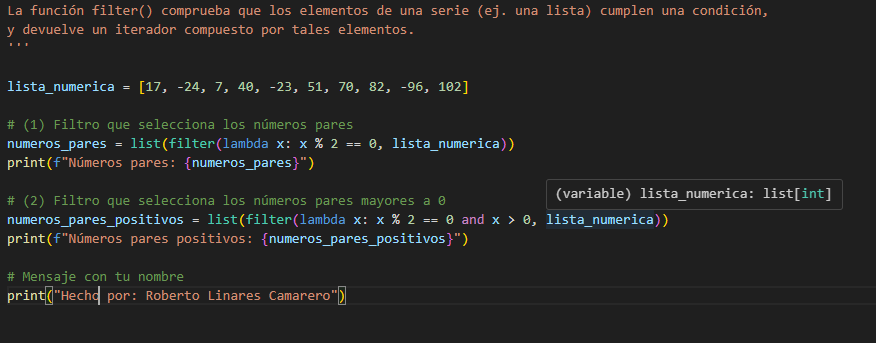 La función filter() comprueba que los elementos de una serie (ej. una lista) cumplen una condición,
y devuelve un iterador compuesto por tales elementos.
'''
lista_numerica = [17, -24, 7, 40, -23, 51, 70, 82, -96, 102]
# (1) Filtro que selecciona los números pares
numeros_pares = list(filter(lambda x: x % 2 == 0, lista_numerica))
print(f"Números pares: {numeros_pares}")
# (2) Filtro que selecciona los números pares mayores a 0
(variable) lista_numerica: list[int]
numeros_pares_positivos = list(filter(lambda x: x % 2 == 0 and x > 0, lista_numerica))
print(f"Números pares positivos: {numeros_pares_positivos}")
# Mensaje con tu nombre
print("Hecho por: Roberto Linares Camarero")